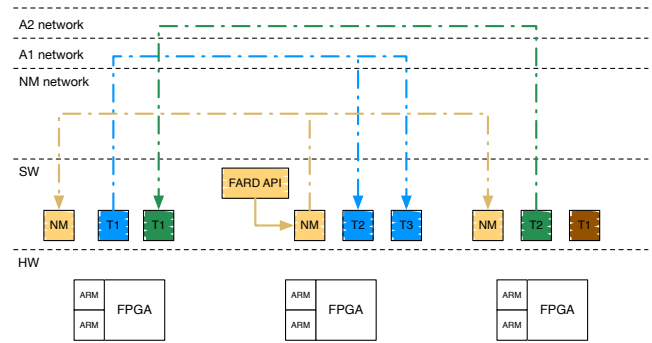 A2 network
A1 network
NM network
SW
FARD API
NM T1 T1 NM T2 T3 NM T2 T1
HW
ARM ARM FPGA ARM ARM FPGA ARM ARM FPGA